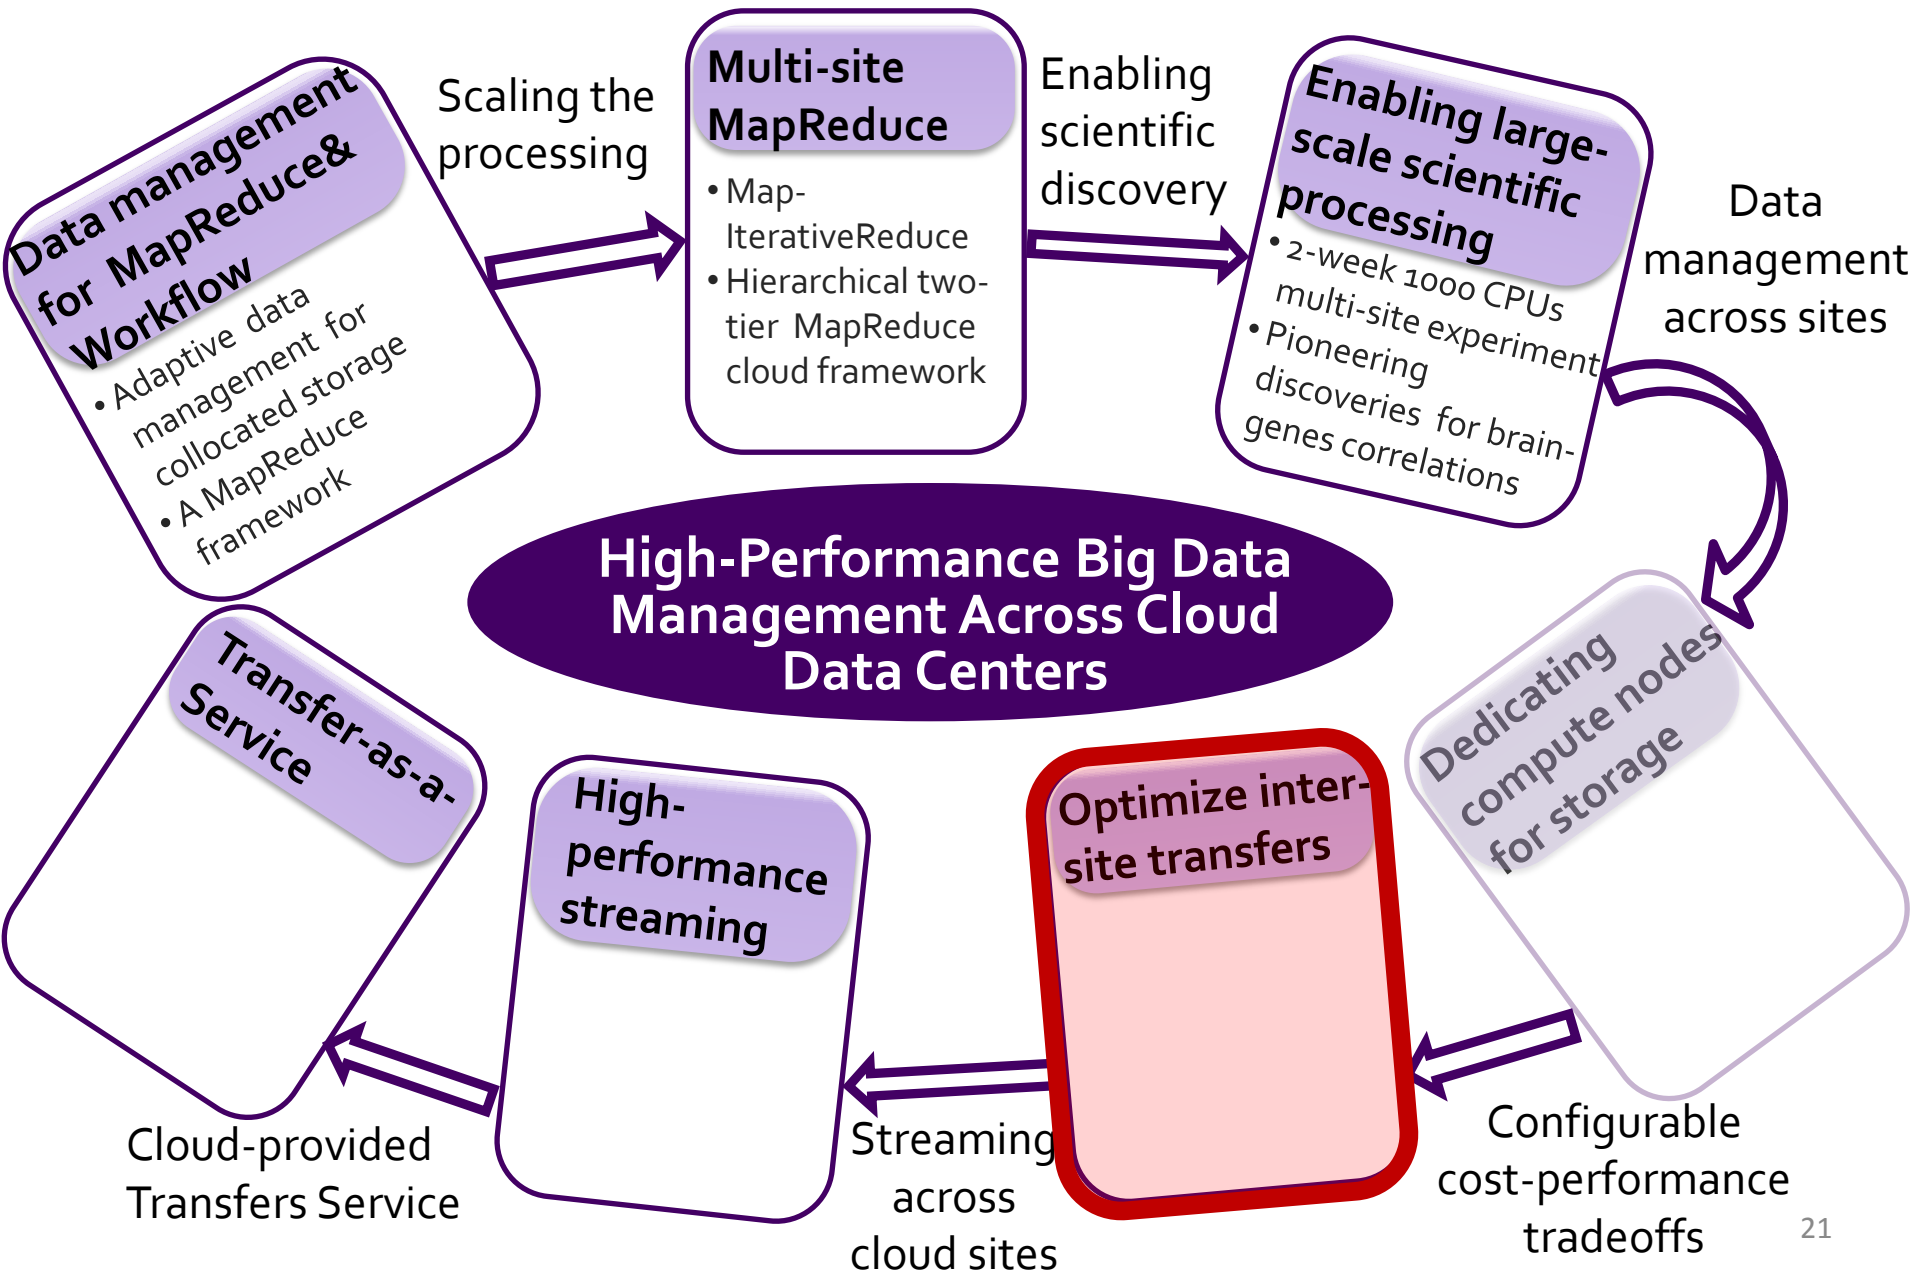 Data management
for MapReduce&
Workflow
• Adaptive data
management for
collocated storage
• A MapReduce
framework
Scaling the
processing
Multi-site
MapReduce
• Map-
IterativeReduce
• Hierarchical two-
tier MapReduce
cloud framework
Enabling
scientific
discovery
Enabling large-
scale scientific
processing
• 2-week 1000 CPUs
multi-site experiment
• Pioneering
discoveries for brain-
genes correlations
Data
management
across sites
High-Performance Big Data
Management Across Cloud
Data Centers
Dedicating
compute nodes
for storage
Configurable
cost-performance
tradeoffs
Optimize inter-
site transfers
Streaming
across
cloud sites
High-
performance
streaming
Cloud-provided
Transfers Service
Transfer-as-a-
Service
21